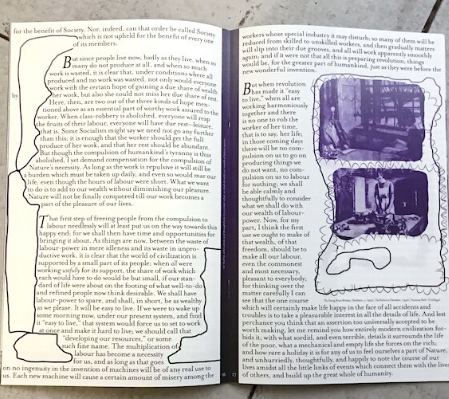 for the benefit of Society. Nor, indeed, can that order be called Society
which is not upheld for the benefit of every one
of its members.
But since people live now, badly as they live, when so
many do not produce at all, and when so much
work is wasted, it is clear that, under conditions where all
produced and no work was wasted, not only would everyone
work with the certain hope of gaining a due share of wealth
by his work, but also he could not miss his due share of rest.
Here, then, are two out of the three kinds of hope men-
tioned above as an essential part of worthy work assured to the
worker. When class-robbery is abolished, every man will reap
the fruits of labour, everyone will have due rest—leisure,
that is. Some Socialists might say we need not go any further
than this; it is enough that the worker should get the full
produce of work, and that rest should be abundant.
But though the compulsion of man's tyranny is thus
abolished, I yet demand compensation for the compulsion of
Nature's necessity. As long as the work is repulsive it will still be
a burden which must be taken up daily, and even so would mar our
life, even though the hours of labour were short. What we want
to do is to add to our wealth without diminishing our pleasure.
Nature will not be finally conquered till our work becomes a
part of the pleasure of our lives.
That first step of freeing people from the compulsion to
labour needlessly will at least put us on the way towards this
happy end; for we shall then have time and opportunities for
bringing it about. As things are now, between the waste of
labour-power in mere idleness and its waste in unpro-
ductive work, it is clear that the world of civilization is
supported by a small part of its people; when all were
working usefully for its support, the share of work which
each would have to do would be but small, if our stan-
dard of life were about on the footing of what well-to-do
and refined people now think desirable. We shall have
labour-power to spare, and shall, in short, be as wealthy
as we please. It will be easy to live. If we were to wake up
some morning now, under our present system, and find
it "easy to live," that system would force us to set to work
at once and make it hard to live; we should call that
"developing our resources," or some
such fine name. The multiplication of
labour has become a necessity
for us, and as long as that goes
on no ingenuity in the invention of machines will be of any real use to
us. Each new machine will cause a certain amount of misery among the
workers whose special industry it may disturb; so many of them will be
reduced from skilled to unskilled workers, and then gradually matters
will slip into their due grooves, and all will work apparently smoothly
again; and if it were not that all this is preparing revolution, things
would be, for the greater part of humankind, just as they were before the
new wonderful invention.
But when revolution
has made it "easy
to live," when all are
working harmoniously
together and there
is no one to rob the
worker of her time,
that is to say, her life,
in those coming days
there will be no com-
pulsion on us to go on
producing things we
do not want, no com-
pulsion on us to labour
for nothing; we shall
be able calmly and
thoughtfully to consider
what we shall do with
our wealth of labour-
power. Now, for my
part, I think the first
use we ought to make of
that wealth, of that
freedom, should be to
make all our labour,
even the commonest
and most necessary,
pleasant to everybody;
for thinking over the
matter carefully I can
see that the one course
which will certainly make life happy in the face of all accidents and
troubles is to take a pleasurable interest in all the details of life. And lest
perchance you think that an assertion too universally accepted to be
worth making, let me remind you how entirely modern civilization for-
bids it; with what sordid, and even terrible, details it surrounds the life
of the poor, what a mechanical and empty life she forces on the rich,
and how rare a holiday it is for any of us to feel ourselves a part of Nature,
and unhurriedly, thoughtfully, and happily to note the course of our
lives amidst all the little links of events which connect them with the lives
of others, and build up the great whole of humanity.